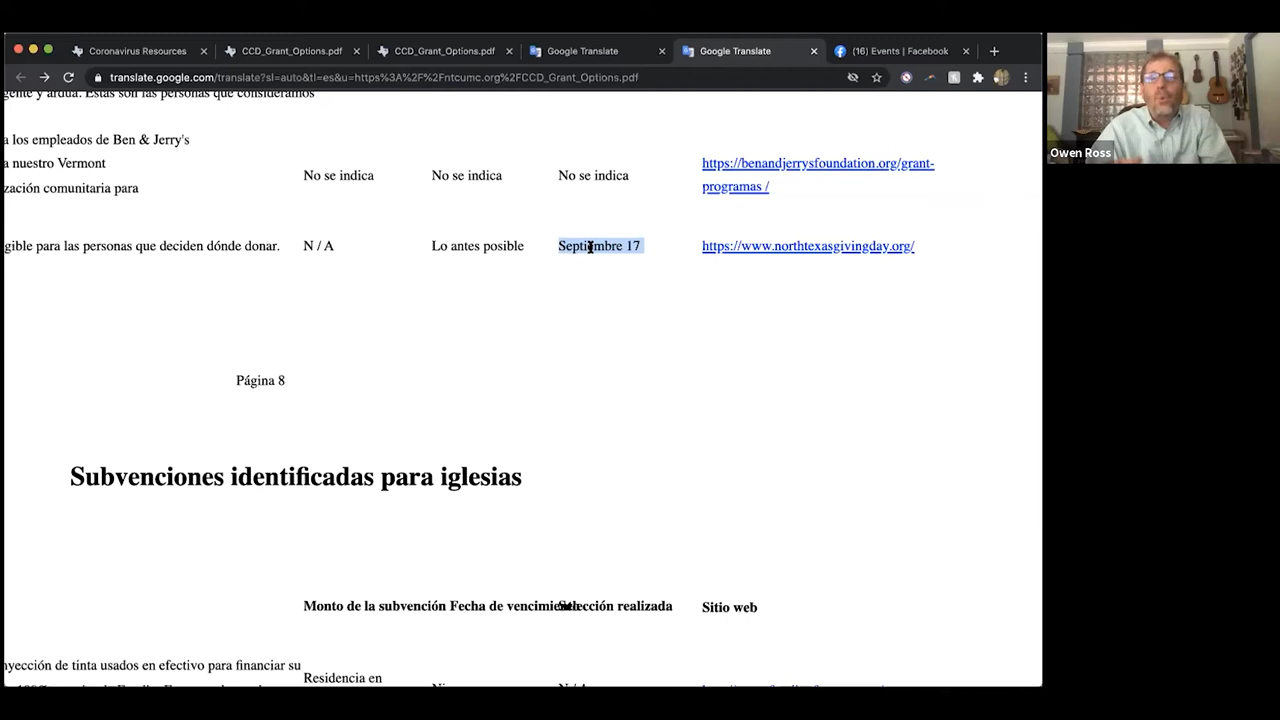 Coronavirus Resources
CCD_Grant_Options.pdf
CCD_Grant_Options.pdf
Google Translate
Google Translate
(16) Events | Facebook
translate.google.com/translate?sl=auto&tl=es&u=https%3A%2F%2Fntcumc.org%2FCCD_Grant_Options.pdf
gente y ardua. Estas son las personas que consideramos
a los empleados de Ben & Jerry's
a nuestro Vermont
zación comunitaria para
No se indica
No se indica
No se indica
https://benandjerrysfoundation.org/grant-
programas /
gible para las personas que deciden dónde donar.
N / A
Lo antes posible
Septiembre 17
https://www.northtexasgivingday.org/
Página 8
Subvenciones identificadas para iglesias
Monto de la subvención Fecha de vencimiento
Selección realizada
Sitio web
nyección de tinta usados en efectivo para financiar su
Residencia en
N / A
Owen Ross